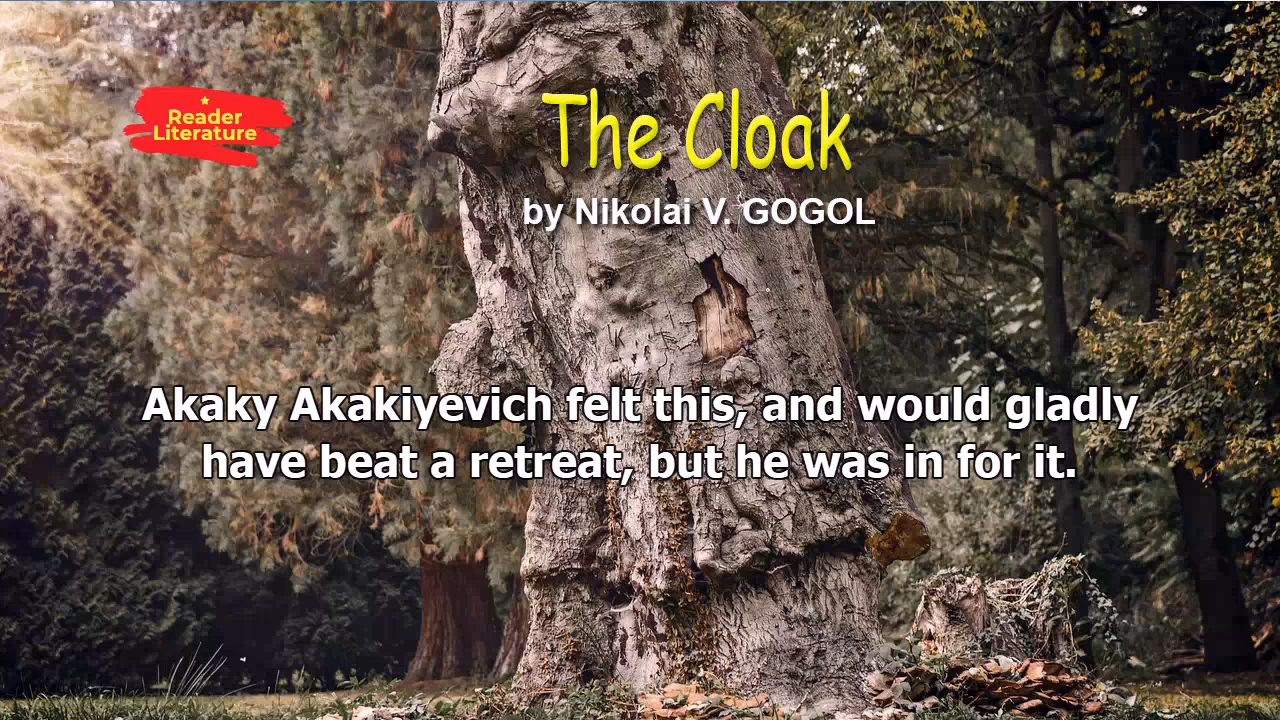 Reader
Literature
The Cloak
by Nikolai V. GOGOL
Akaky Akakiyevich felt this, and would gladly
have beat a retreat, but he was in for it.